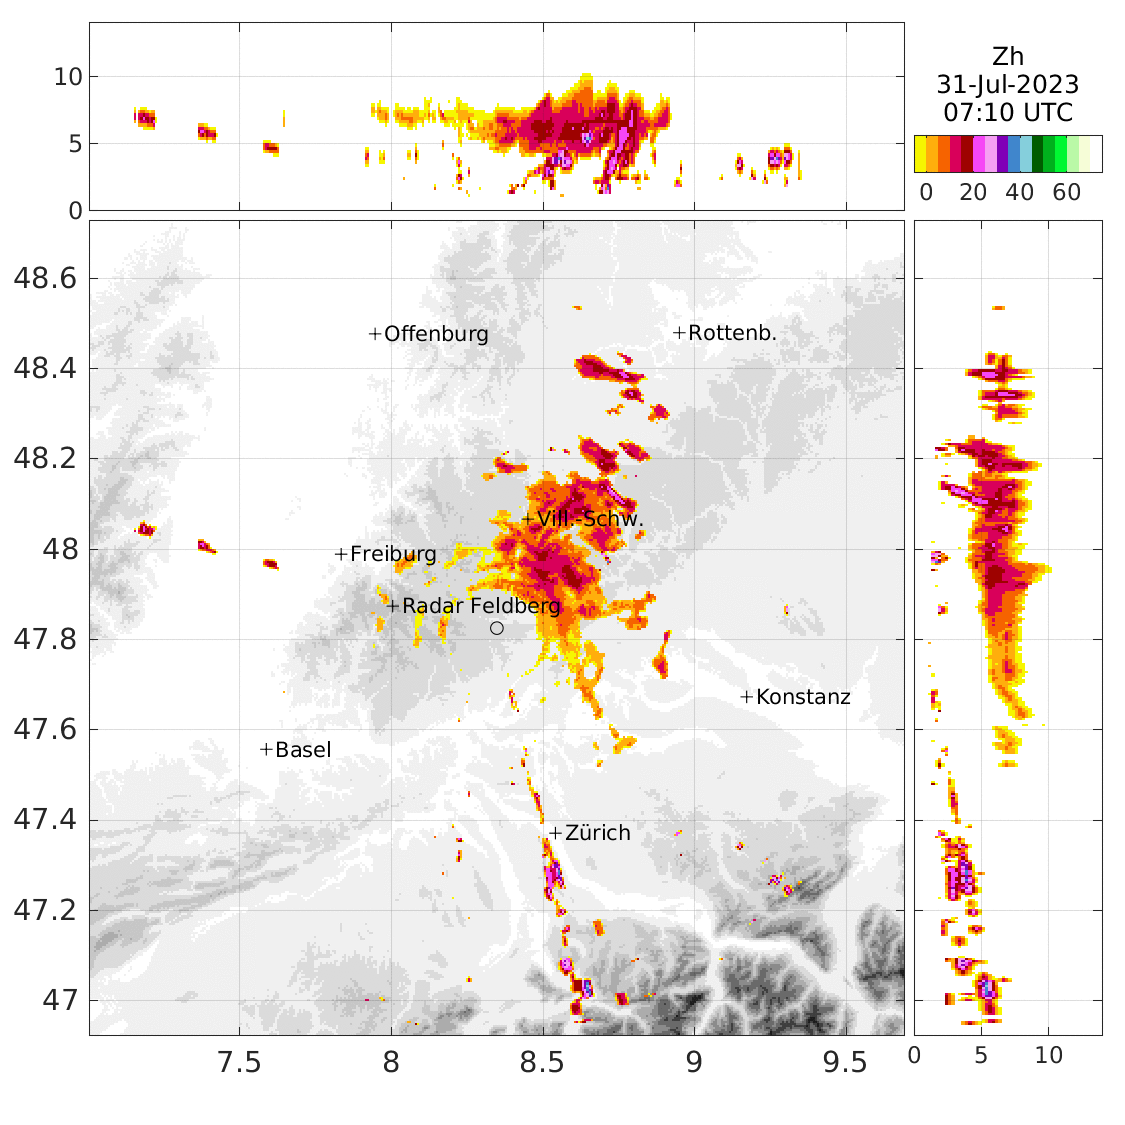 10
5
0
Zh
31-Jul-2023
07:10 UTC
0 20 40 60
48.6
48.4
48.2
48
47.8
47.6
47.4
47.2
47
+Offenburg
+Rottenb.
+Vill.-Schw.
+Freiburg
+Radar Feldberg
+Konstanz
+Basel
+Zürich
7.5 8 8.5 9 9.5
0 5 10